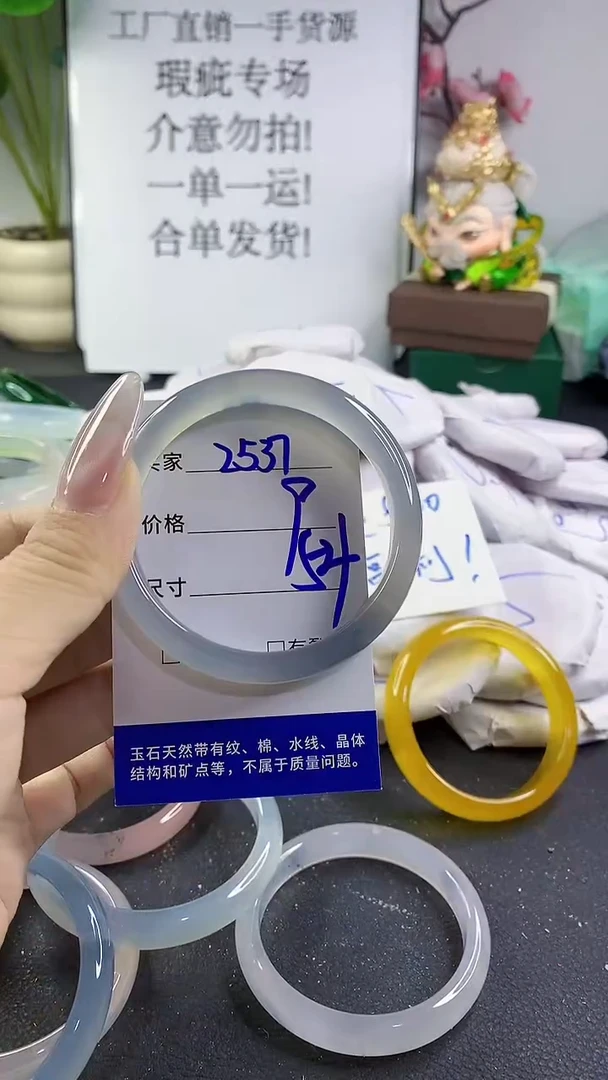 工厂直销一手货源
瑕疵专场
介意勿拍!
一单一运!
合单发货!
家 2537
价格
尺寸 54
玉石天然带有纹、棉、水线、晶体
结构和矿点等，不属于质量问题。